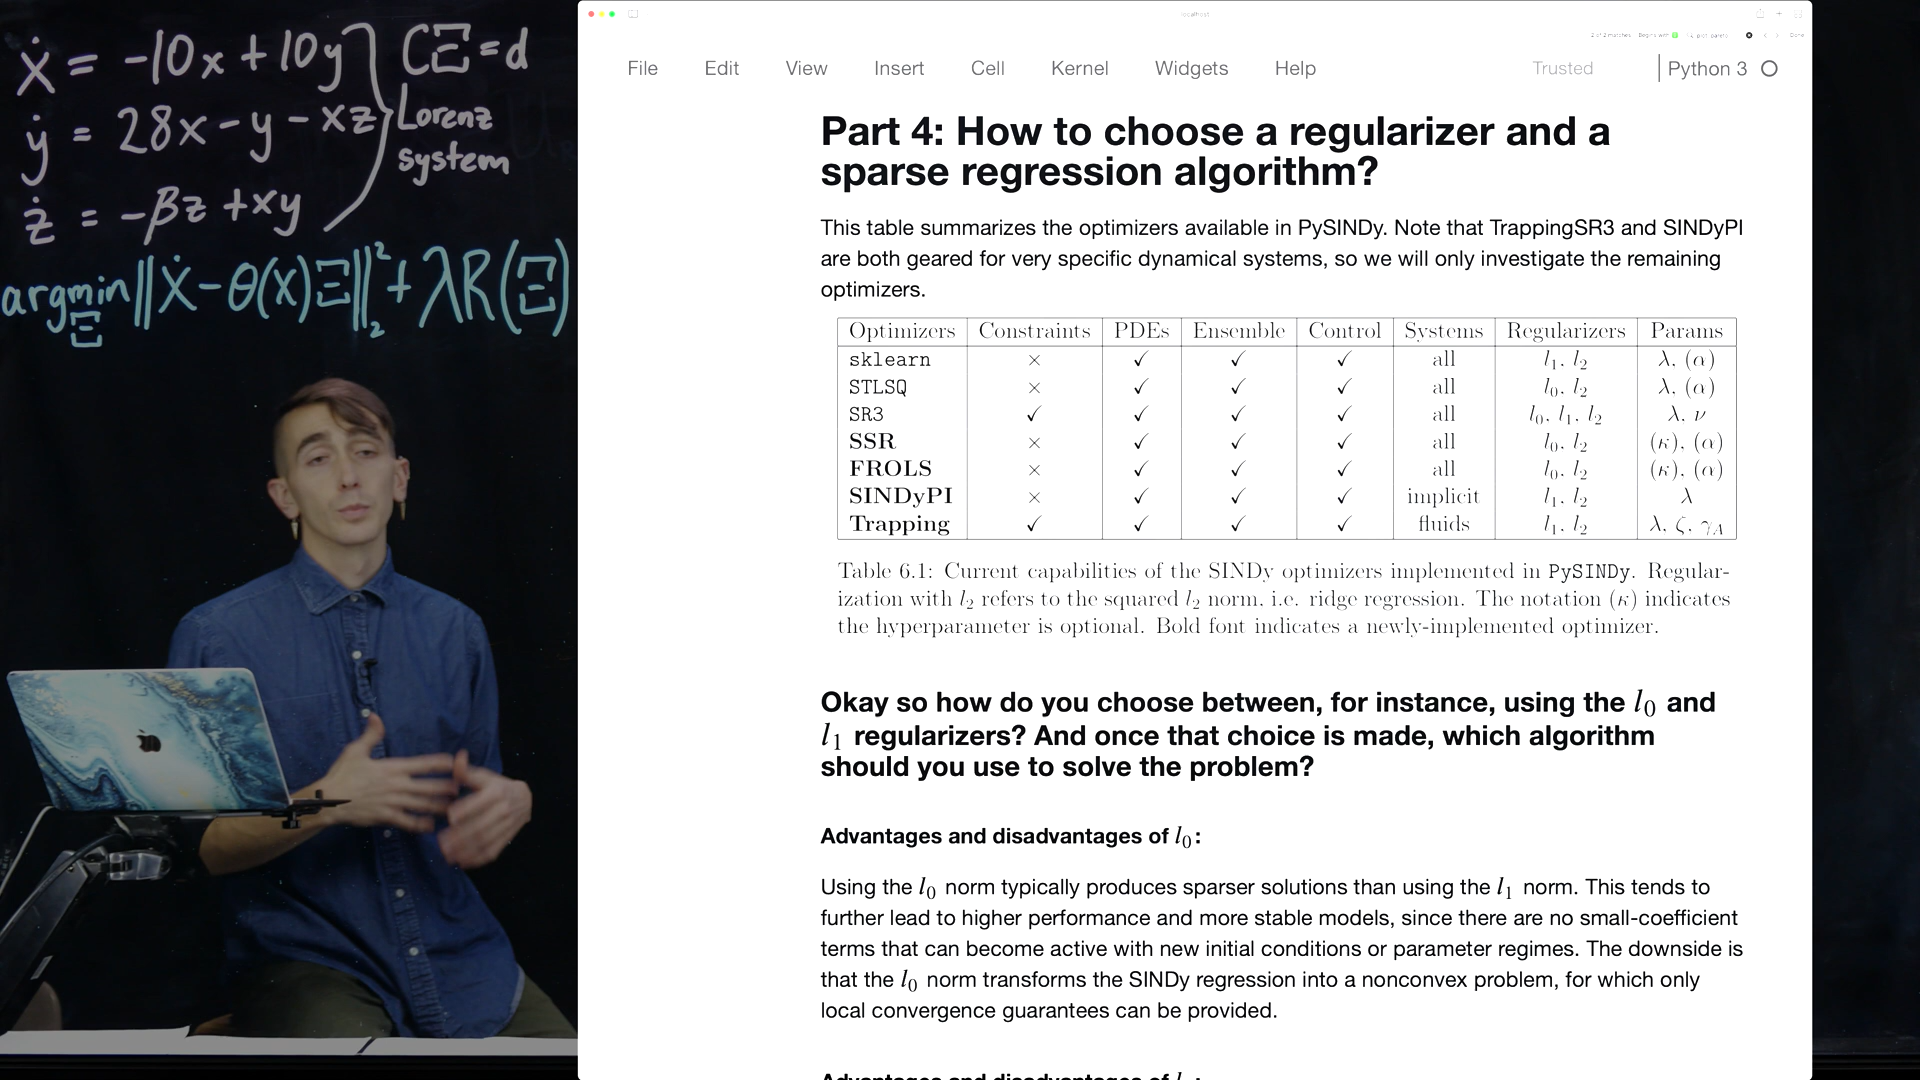 ẋ = -10x + 10y
ẏ = 28x - y - xz
ż = -βz + xy
CΞ = d
Lorenz
system
argmin ‖Ẋ - θ(X)Ξ‖₂² + λR(Ξ)
Ξ
localhost
2 of 2 matches Begins with Done
File Edit View Insert Cell Kernel Widgets Help Trusted Python 3
Part 4: How to choose a regularizer and a
sparse regression algorithm?
This table summarizes the optimizers available in PySINDy. Note that TrappingSR3 and SINDyPI
are both geared for very specific dynamical systems, so we will only investigate the remaining
optimizers.
Optimizers Constraints PDEs Ensemble Control Systems Regularizers Params
sklearn × ✓ ✓ ✓ all l₁, l₂ λ, (α)
STLSQ × ✓ ✓ ✓ all l₀, l₂ λ, (α)
SR3 ✓ ✓ ✓ ✓ all l₀, l₁, l₂ λ, ν
SSR × ✓ ✓ ✓ all l₀, l₂ (κ), (α)
FROLS × ✓ ✓ ✓ all l₀, l₂ (κ), (α)
SINDyPI × ✓ ✓ ✓ implicit l₁, l₂ λ
Trapping ✓ ✓ ✓ ✓ fluids l₁, l₂ λ, ζ, γ_A
Table 6.1: Current capabilities of the SINDy optimizers implemented in PySINDy. Regular-
ization with l₂ refers to the squared l₂ norm, i.e. ridge regression. The notation (κ) indicates
the hyperparameter is optional. Bold font indicates a newly-implemented optimizer.
Okay so how do you choose between, for instance, using the l₀ and
l₁ regularizers? And once that choice is made, which algorithm
should you use to solve the problem?
Advantages and disadvantages of l₀:
Using the l₀ norm typically produces sparser solutions than using the l₁ norm. This tends to
further lead to higher performance and more stable models, since there are no small-coefficient
terms that can become active with new initial conditions or parameter regimes. The downside is
that the l₀ norm transforms the SINDy regression into a nonconvex problem, for which only
local convergence guarantees can be provided.
Advantages and disadvantages of